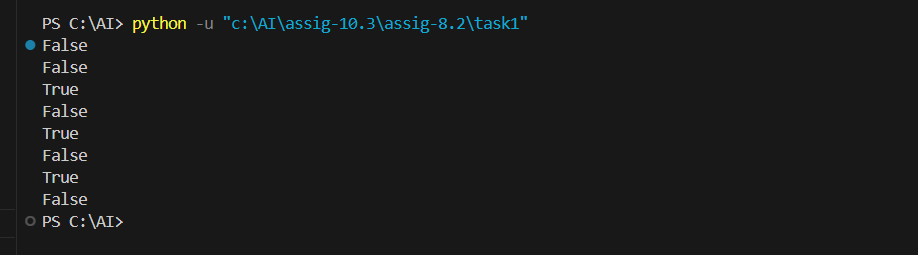 PS C:\AI> python -u "c:\AI\assig-10.3\assig-8.2\task1"
False
False
True
False
True
False
True
False
PS C:\AI>